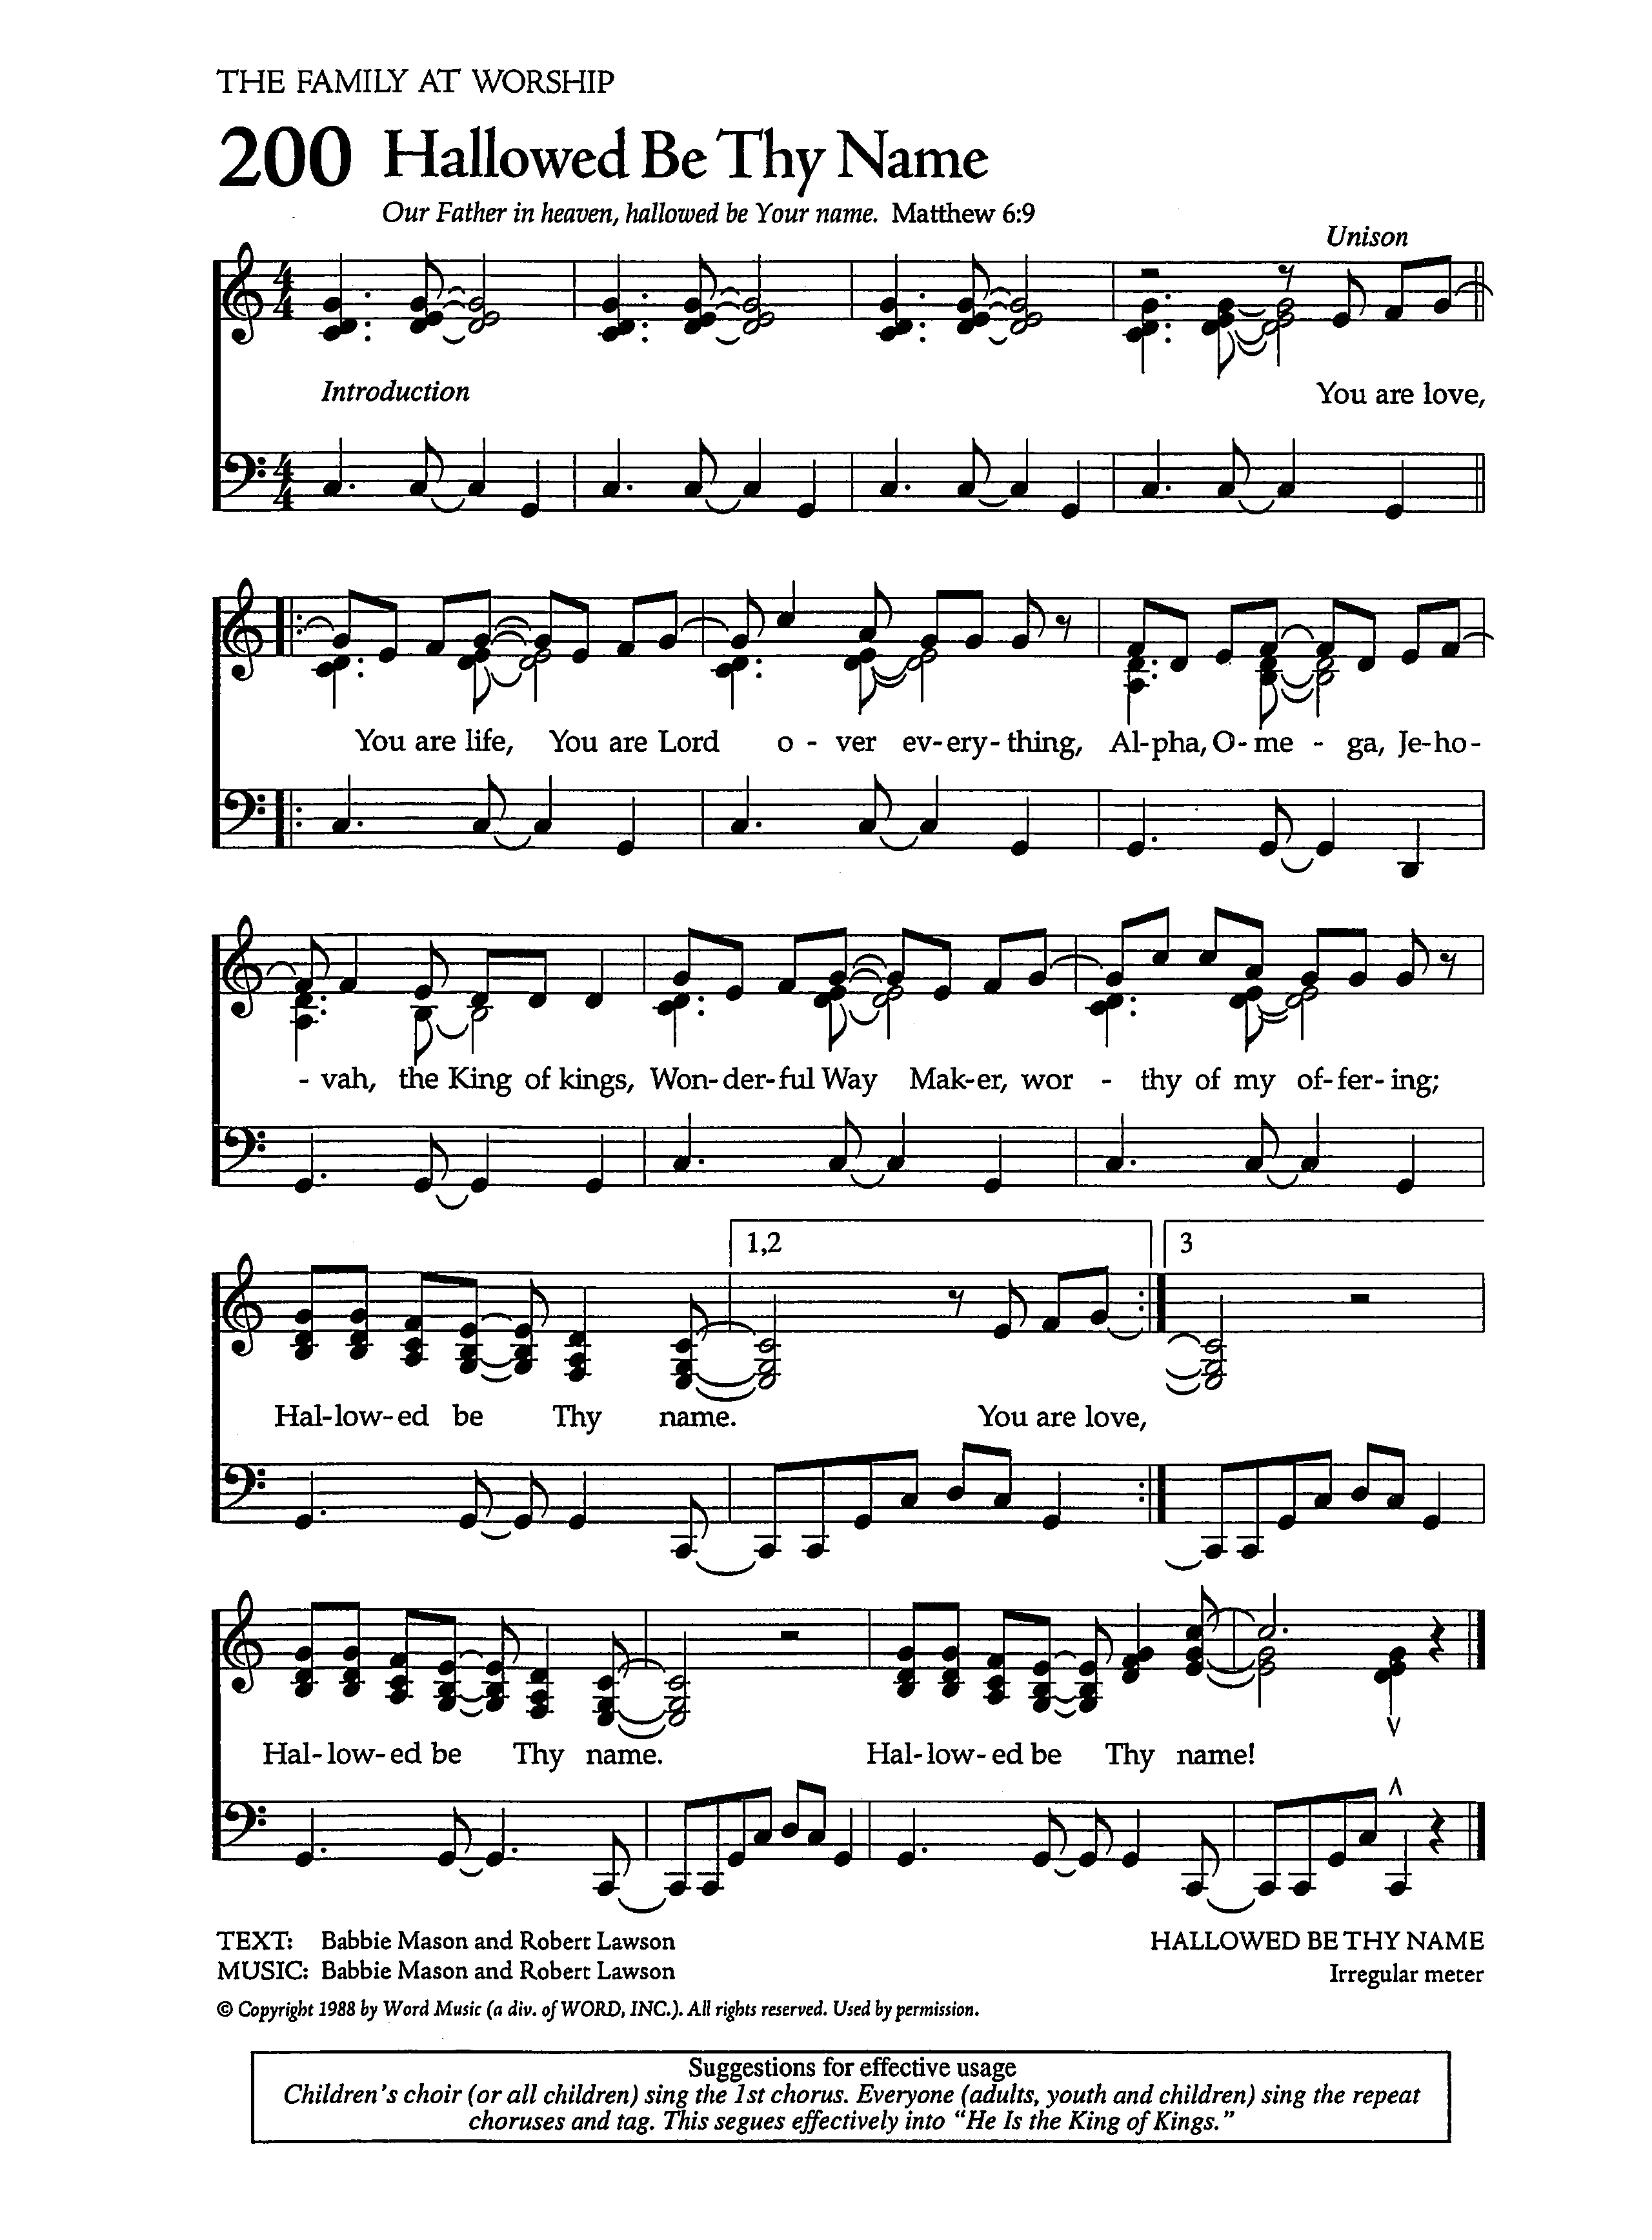 THE FAMILY AT WORSHIP
200 Hallowed Be Thy Name
Our Father in heaven, hallowed be Your name. Matthew 6:9
Unison
Introduction
You are love,
You are life, You are Lord o - ver ev-ery-thing, Al-pha, O-me - ga, Je-ho-
- vah, the King of kings, Won-der-ful Way Mak-er, wor - thy of my of-fer-ing;
1,2
3
Hal-low-ed be Thy name. You are love,
Hal-low-ed be Thy name. Hal-low-ed be Thy name!
TEXT: Babbie Mason and Robert Lawson
HALLOWED BE THY NAME
MUSIC: Babbie Mason and Robert Lawson
Irregular meter
© Copyright 1988 by Word Music (a div. of WORD, INC.). All rights reserved. Used by permission.
Suggestions for effective usage
Children's choir (or all children) sing the 1st chorus. Everyone (adults, youth and children) sing the repeat
choruses and tag. This segues effectively into "He Is the King of Kings."